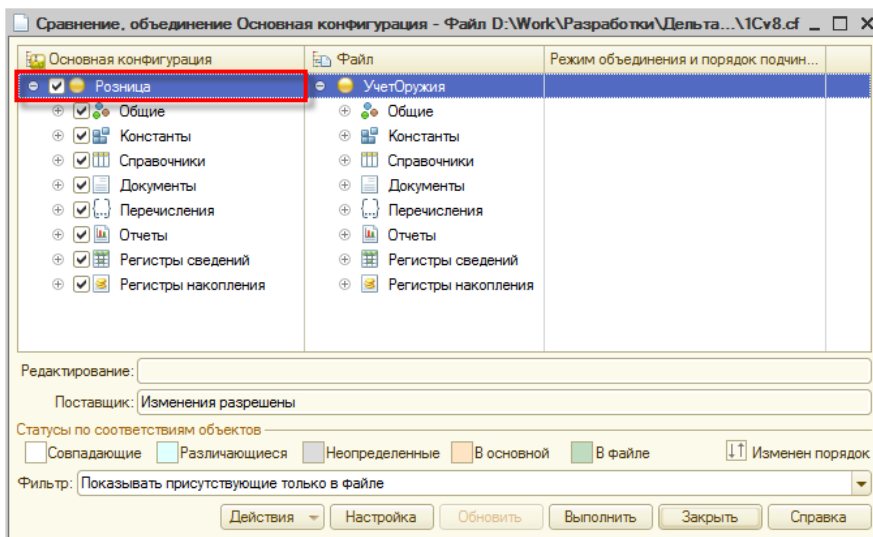 Сравнение, объединение Основная конфигурация - Файл D:\Work\Разработки\Дельта...\1Cv8.cf
Основная конфигурация Файл Режим объединения и порядок подчин...
Розница УчетОружия
Общие Общие
Константы Константы
Справочники Справочники
Документы Документы
Перечисления Перечисления
Отчеты Отчеты
Регистры сведений Регистры сведений
Регистры накопления Регистры накопления
Редактирование:
Поставщик: Изменения разрешены
Статусы по соответствиям объектов
Совпадающие Различающиеся Неопределенные В основной В файле Изменен порядок
Фильтр: Показывать присутствующие только в файле
Действия Настройка Обновить Выполнить Закрыть Справка